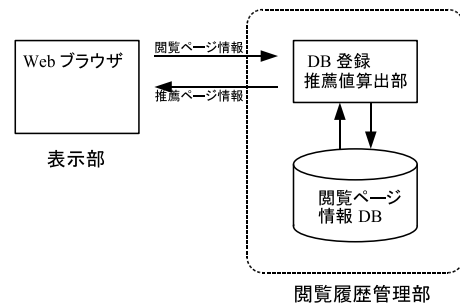 Web ブラウザ
表示部
閲覧ページ情報
推薦ページ情報
DB 登録
推薦値算出部
閲覧ページ
情報 DB
閲覧履歴管理部